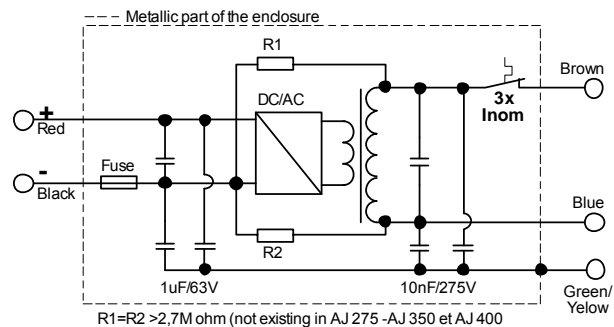 Metallic part of the enclosure
R1
Brown
DC/AC
3x
Inom
+
Red
Fuse
-
Black
Blue
R2
1uF/63V
10nF/275V
Green/
Yelow
R1=R2 >2,7M ohm (not existing in AJ 275 -AJ 350 et AJ 400